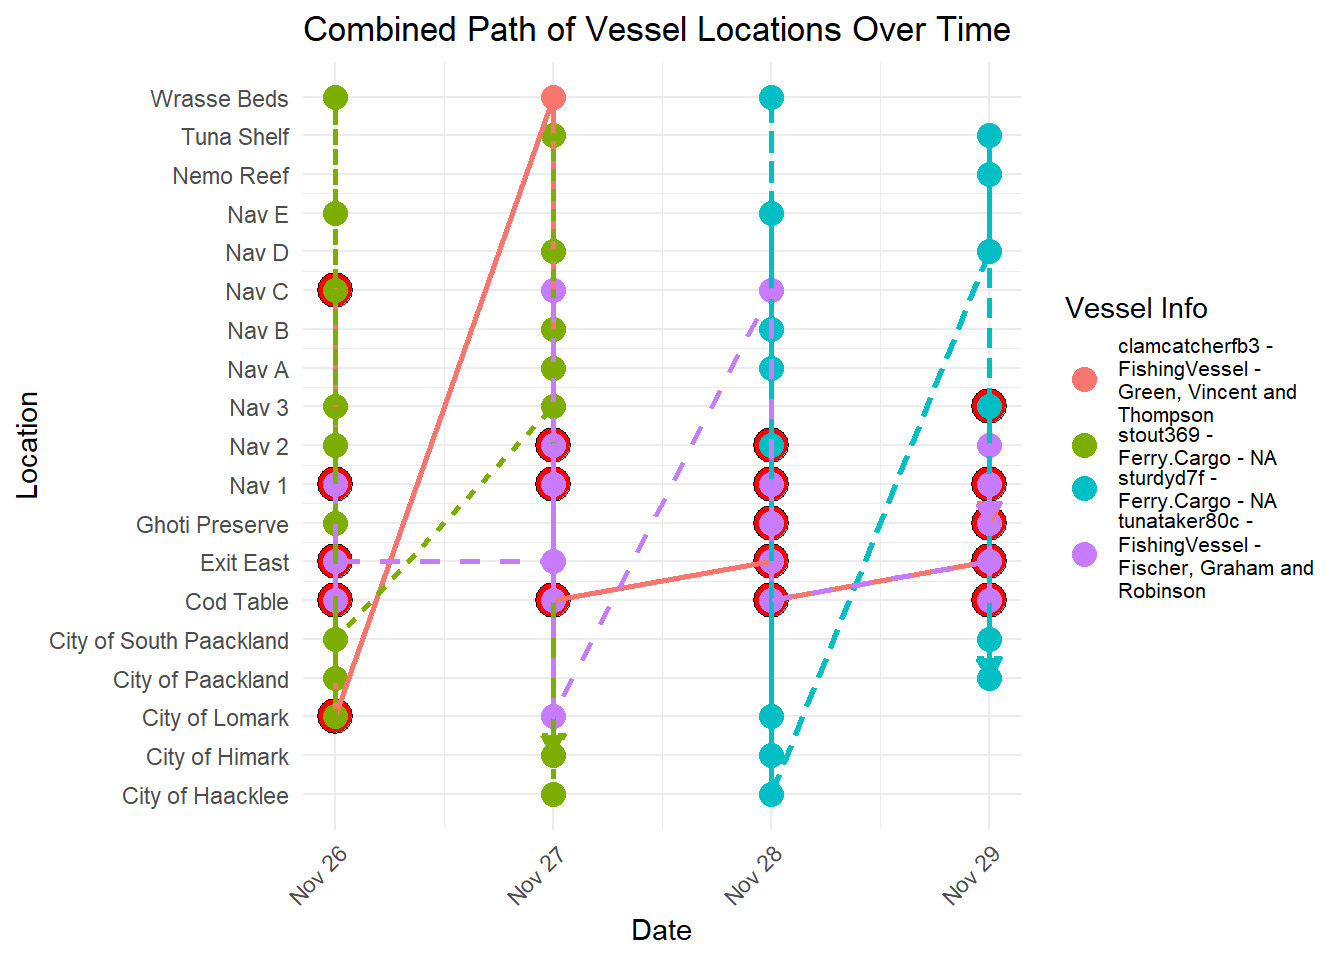 Combined Path of Vessel Locations Over Time
Location
Wrasse Beds
Tuna Shelf
Nemo Reef
Nav E
Nav D
Nav C
Nav B
Nav A
Nav 3
Nav 2
Nav 1
Ghoti Preserve
Exit East
Cod Table
City of South Paackland
City of Paackland
City of Lomark
City of Himark
City of Haacklee
Nov 26
Nov 27
Nov 28
Nov 29
Date
Vessel Info
clamcatcherfb3 -
FishingVessel -
Green, Vincent and
Thompson
stout369 -
Ferry.Cargo - NA
sturdyd7f -
Ferry.Cargo - NA
tunataker80c -
FishingVessel -
Fischer, Graham and
Robinson